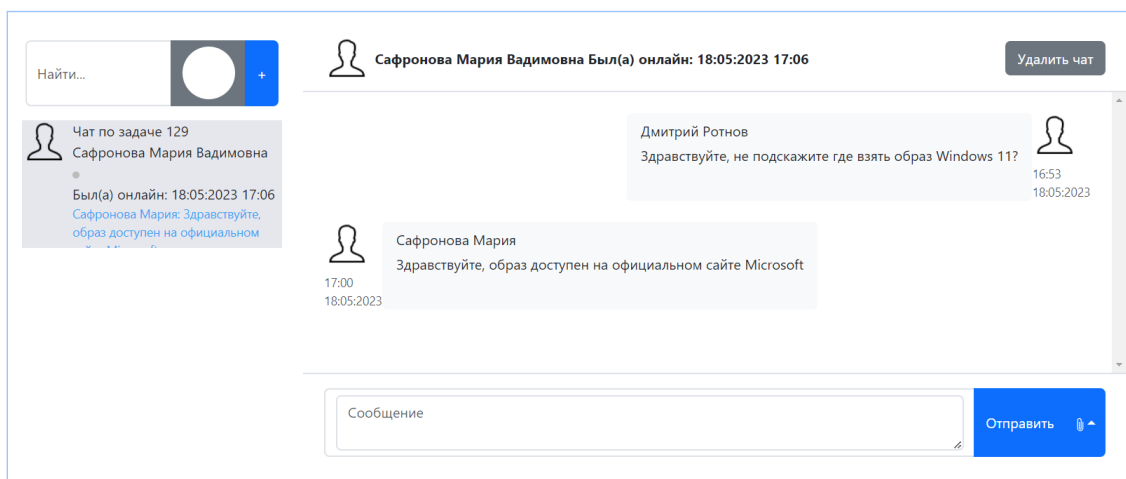 Найти...
+
Чат по задаче 129
Сафронова Мария Вадимовна
Был(а) онлайн: 18:05:2023 17:06
Сафронова Мария: Здравствуйте,
образ доступен на официальном
Сафронова Мария Вадимовна Был(а) онлайн: 18:05:2023 17:06
Удалить чат
Дмитрий Ротнов
Здравствуйте, не подскажите где взять образ Windows 11?
16:53
18:05:2023
Сафронова Мария
Здравствуйте, образ доступен на официальном сайте Microsoft
17:00
18:05:2023
Сообщение
Отправить